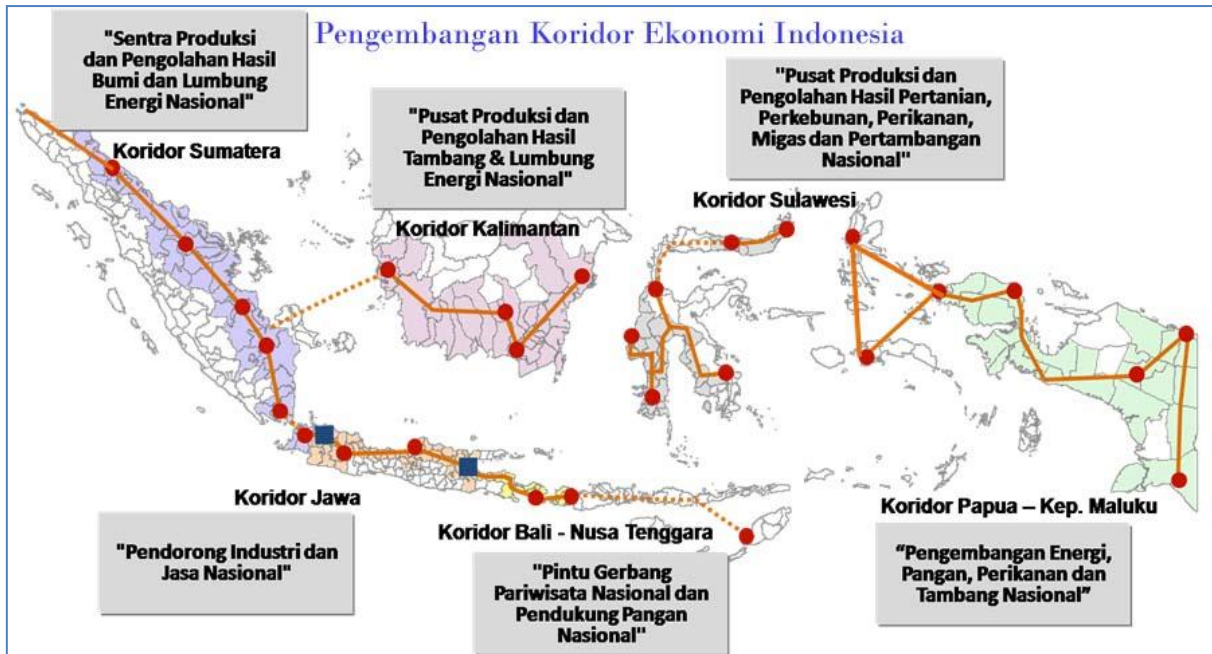 Pengembangan Koridor Ekonomi Indonesia
"Sentra Produksi
dan Pengolahan Hasil
Bumi dan Lumbung
Energi Nasional"
Koridor Sumatera
"Pusat Produksi dan
Pengolahan Hasil
Tambang & Lumbung
Energi Nasional"
Koridor Kalimantan
"Pusat Produksi dan
Pengolahan Hasil Pertanian,
Perkebunan, Perikanan,
Migas dan Pertambangan
Nasional"
Koridor Sulawesi
Koridor Jawa
"Pendorong Industri dan
Jasa Nasional"
Koridor Bali - Nusa Tenggara
"Pintu Gerbang
Pariwisata Nasional dan
Pendukung Pangan
Nasional"
Koridor Papua – Kep. Maluku
“Pengembangan Energi,
Pangan, Perikanan dan
Tambang Nasional”